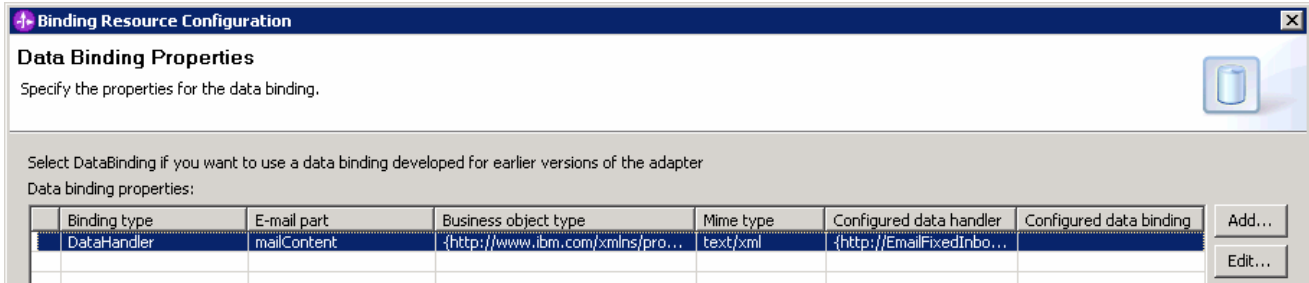 Binding Resource Configuration
Data Binding Properties
Specify the properties for the data binding.
Select DataBinding if you want to use a data binding developed for earlier versions of the adapter
Data binding properties:
Binding type E-mail part Business object type Mime type Configured data handler Configured data binding Add...
DataHandler mailContent {http://www.ibm.com/xmlns/pro... text/xml {http://EmailFixedInbo...
Edit...